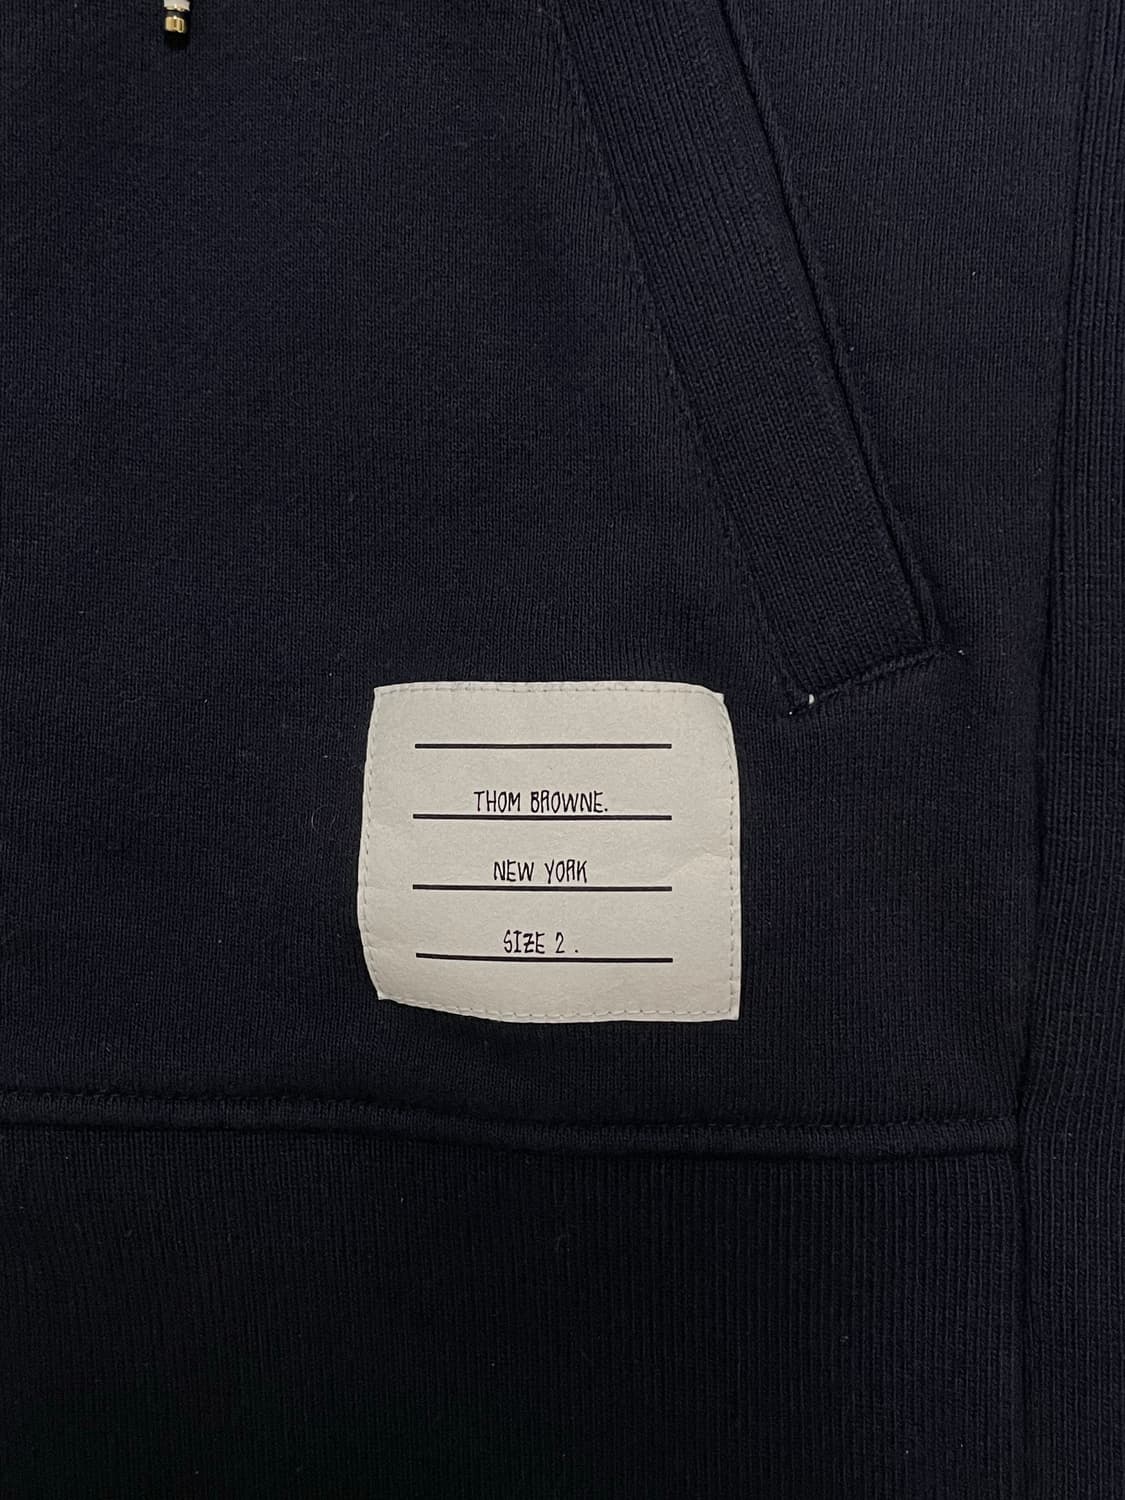 THOM BROWNE.
NEW YORK
SIZE 2 .